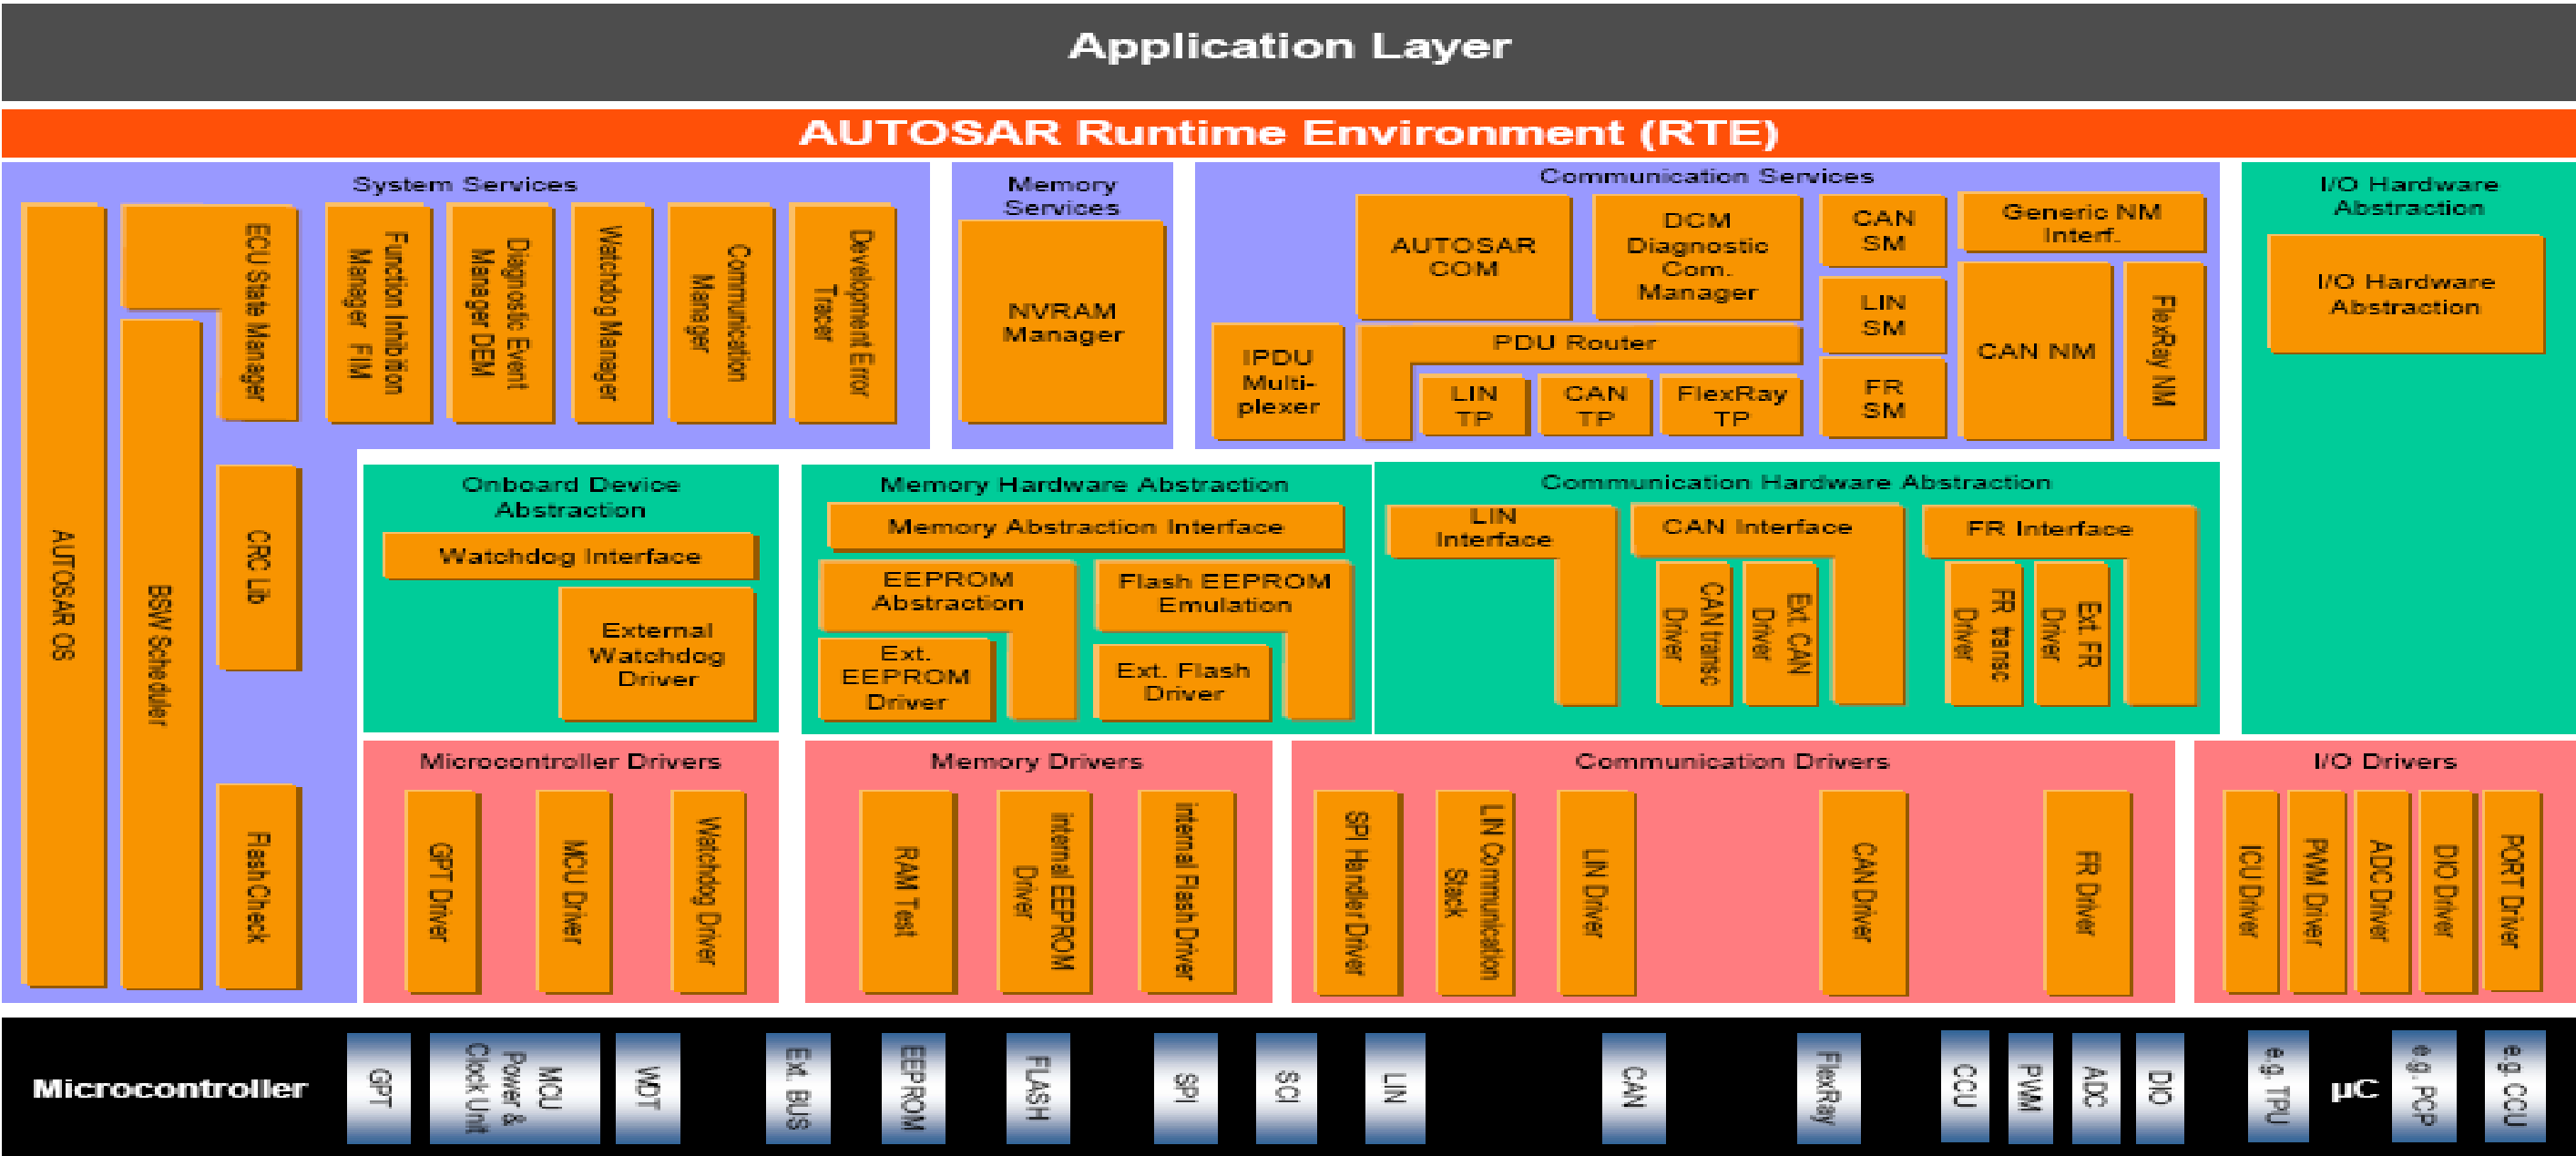 Application Layer
AUTOSAR Runtime Environment (RTE)
System Services
AUTOSAR OS
ECU State Manager
BSW Scheduler
CRC Lib
Flash Check
Function Inhibition
Manager FIM
Diagnostic Event
Manager DEM
Watchdog Manager
Communication
Manager
Development Error
Tracer
Memory
Services
NVRAM
Manager
Communication Services
AUTOSAR
COM
DCM
Diagnostic
Com.
Manager
IPDU
Multi-
plexer
PDU Router
LIN
TP
CAN
TP
FlexRay
TP
CAN
SM
LIN
SM
FR
SM
Generic NM
Interf.
CAN NM
FlexRay NM
I/O Hardware
Abstraction
I/O Hardware
Abstraction
Onboard Device
Abstraction
Watchdog Interface
External
Watchdog
Driver
Memory Hardware Abstraction
Memory Abstraction Interface
EEPROM
Abstraction
Ext.
EEPROM
Driver
Flash EEPROM
Emulation
Ext. Flash
Driver
Communication Hardware Abstraction
LIN
Interface
CAN Interface
CAN transc
Driver
Ext. CAN
Driver
FR Interface
FR transc
Driver
Ext. FR
Driver
Microcontroller Drivers
GPT Driver
MCU Driver
Watchdog Driver
Memory Drivers
RAM Test
internal EEPROM
Driver
internal Flash Driver
Communication Drivers
SPI Handler Driver
LIN Communication
Stack
LIN Driver
CAN Driver
FR Driver
I/O Drivers
ICU Driver
PWM Driver
ADC Driver
DIO Driver
PORT Driver
Microcontroller
GPT
MCU
Power &
Clock Unit
WDT
Ext. BUS
EEPROM
FLASH
SPI
SCI
LIN
CAN
FlexRay
CCU
PWM
ADC
DIO
e.g. TPU
µC
e.g. PCP
e.g. CCU